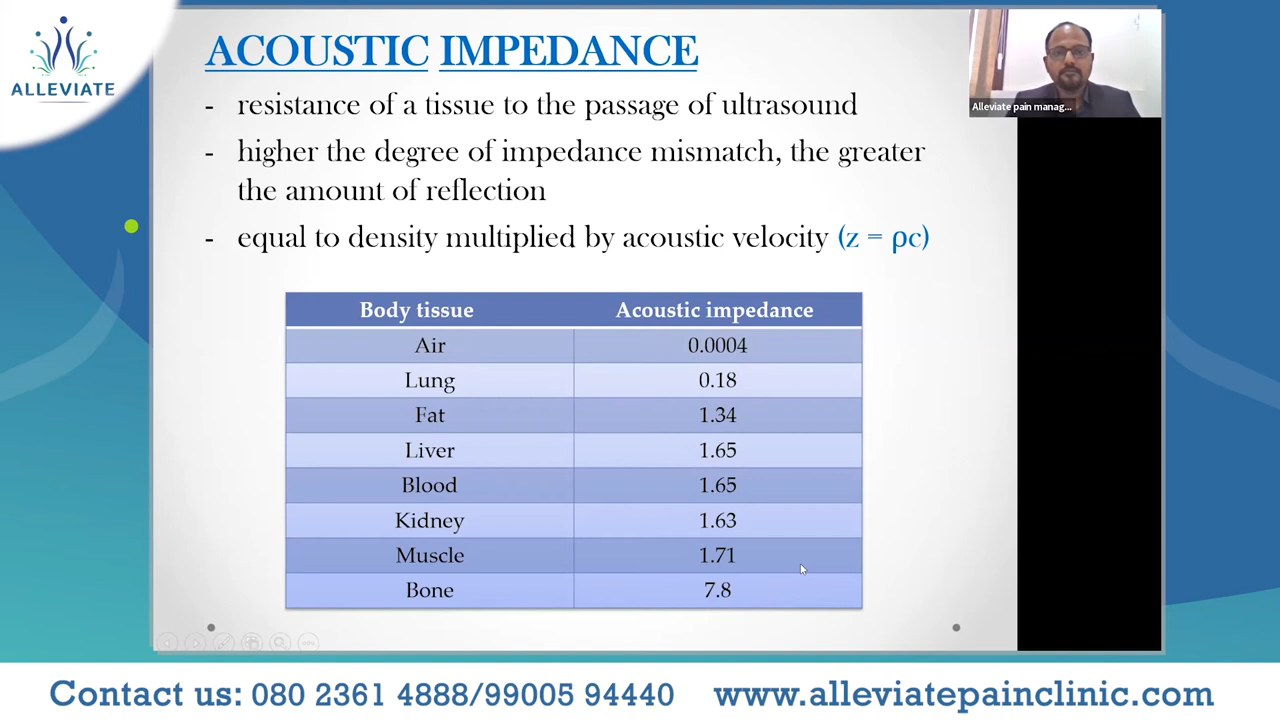 ALLEVIATE
ACOUSTIC IMPEDANCE
- resistance of a tissue to the passage of ultrasound
- higher the degree of impedance mismatch, the greater
the amount of reflection
- equal to density multiplied by acoustic velocity (z = ρc)
Body tissue Acoustic impedance
Air 0.0004
Lung 0.18
Fat 1.34
Liver 1.65
Blood 1.65
Kidney 1.63
Muscle 1.71
Bone 7.8
Alleviate pain manag...
Contact us: 080 2361 4888/99005 94440 www.alleviatepainclinic.com